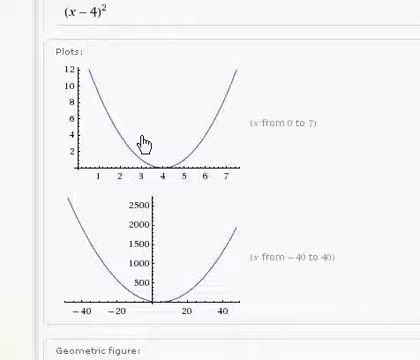 (x − 4)²
Plots:
12
10
8
6
4
2
1 2 3 4 5 6 7
(x from 0 to 7)
2500
2000
1500
1000
500
−40 −20 20 40
(x from −40 to 40)
Geometric figure: